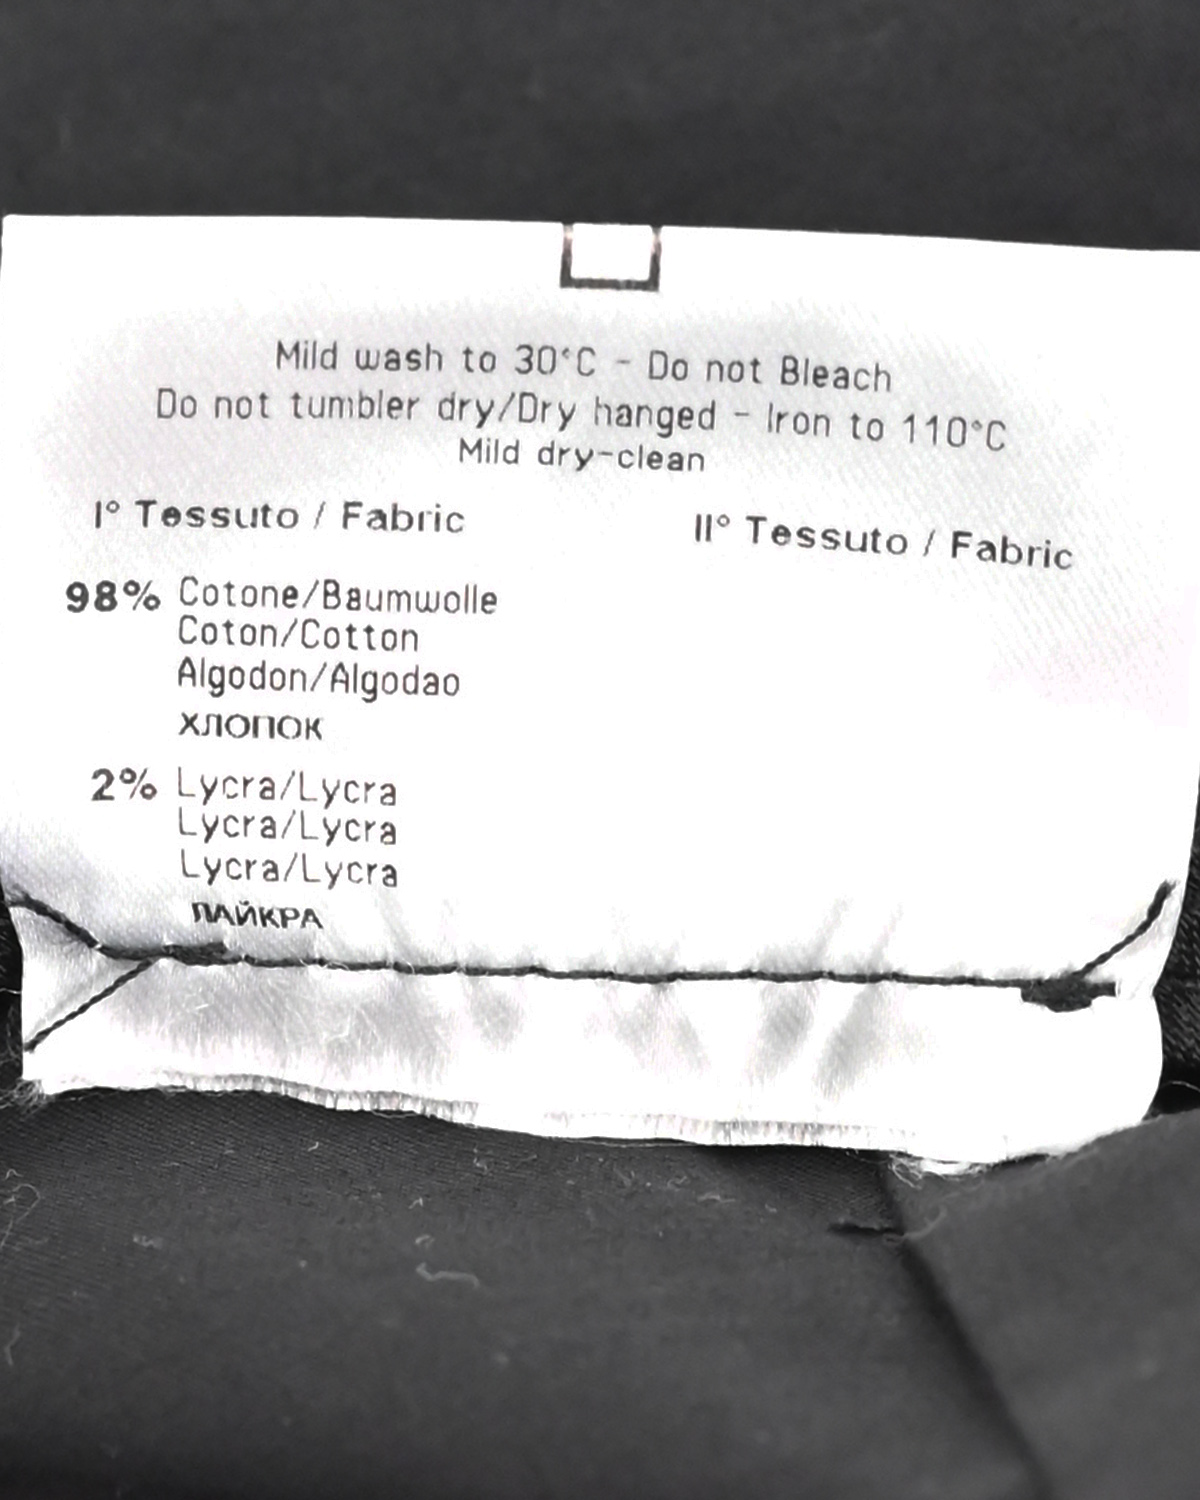 Mild wash to 30°C - Do not Bleach
Do not tumbler dry/Dry hanged - Iron to 110°C
Mild dry-clean
I° Tessuto / Fabric
II° Tessuto / Fabric
98% Cotone/Baumwolle
Coton/Cotton
Algodon/Algodao
ХЛОПОК
2% Lycra/Lycra
Lycra/Lycra
Lycra/Lycra
ЛАЙКРА